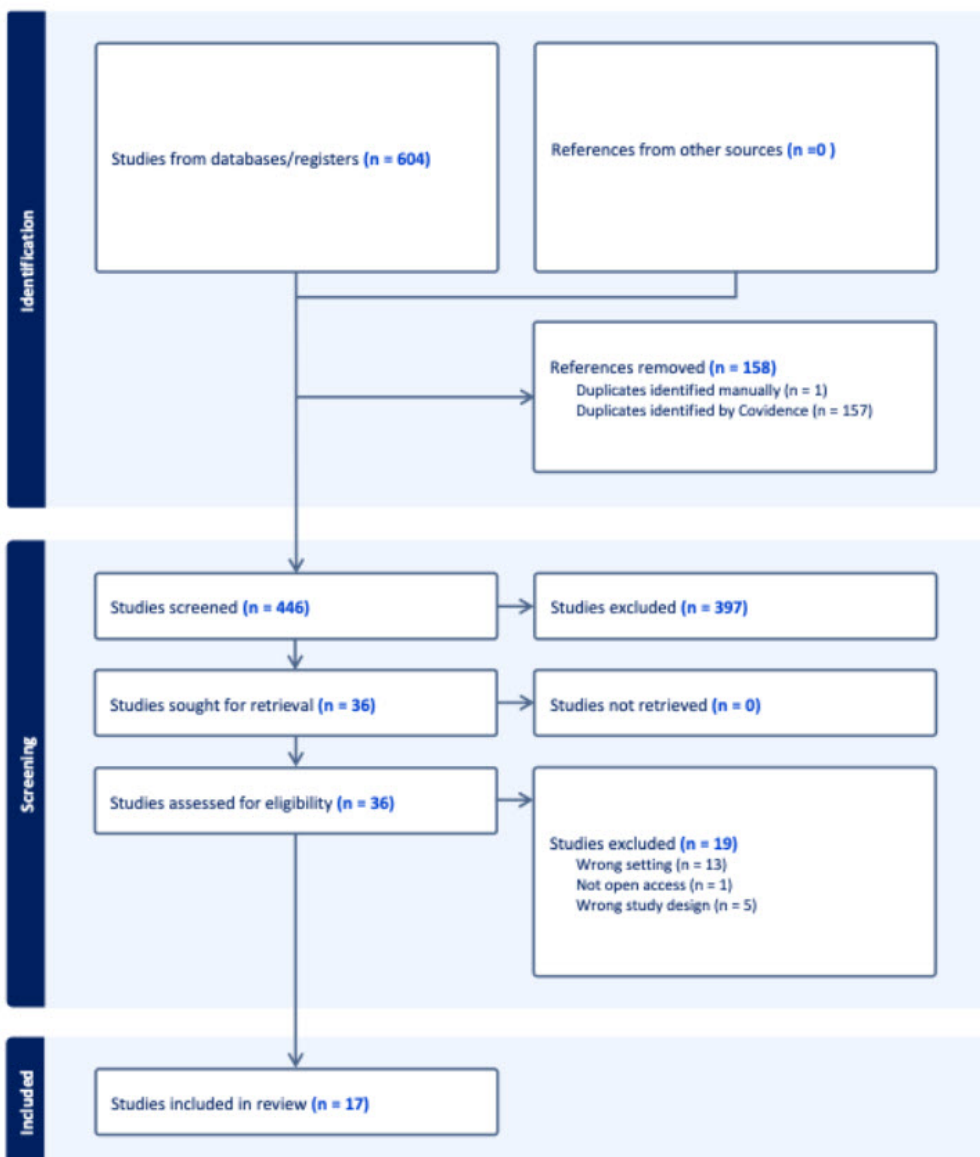 Identification
Studies from databases/registers (n = 604)
References from other sources (n =0 )
References removed (n = 158)
Duplicates identified manually (n = 1)
Duplicates identified by Covidence (n = 157)
Screening
Studies screened (n = 446)
Studies excluded (n = 397)
Studies sought for retrieval (n = 36)
Studies not retrieved (n = 0)
Studies assessed for eligibility (n = 36)
Studies excluded (n = 19)
Wrong setting (n = 13)
Not open access (n = 1)
Wrong study design (n = 5)
Included
Studies included in review (n = 17)